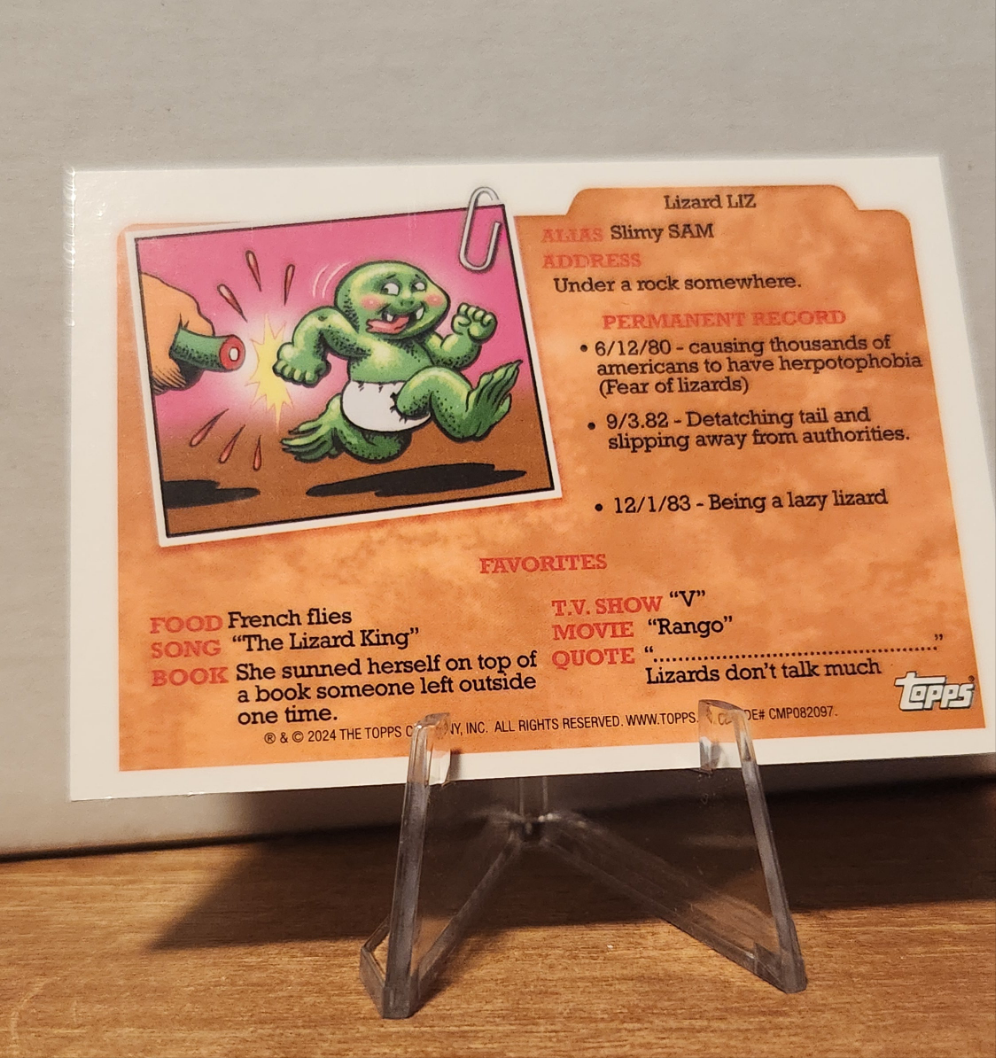 Lizard LIZ
ALIAS Slimy SAM
ADDRESS
Under a rock somewhere.
PERMANENT RECORD
• 6/12/80 - causing thousands of
americans to have herpotophobia
(Fear of lizards)
• 9/3.82 - Detatching tail and
slipping away from authorities.
• 12/1/83 - Being a lazy lizard
FAVORITES
FOOD French flies
SONG "The Lizard King"
BOOK She sunned herself on top of
a book someone left outside
one time.
T.V. SHOW "V"
MOVIE "Rango"
QUOTE "............................................"
Lizards don't talk much
topps
® & © 2024 THE TOPPS INC. ALL RIGHTS RESERVED. WWW.TOPPS. CMP082097.